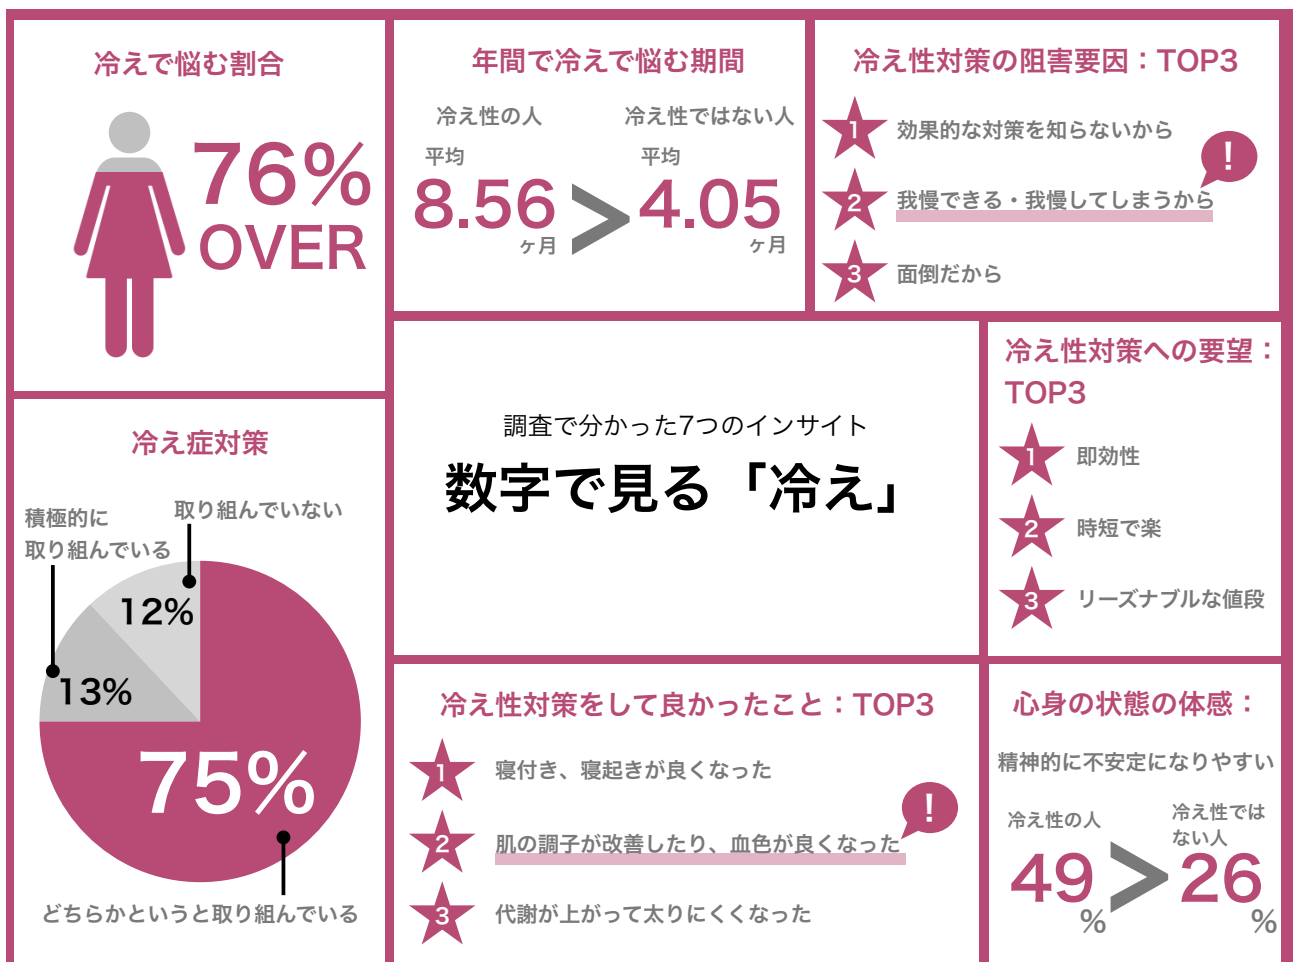 冷えで悩む割合
76%
OVER
年間で冷えで悩む期間
冷え性の人
平均
8.56
ヶ月
>
冷え性ではない人
平均
4.05
ヶ月
冷え性対策の阻害要因：TOP3
1 効果的な対策を知らないから
2 我慢できる・我慢してしまうから
!
3 面倒だから
冷え症対策
積極的に
取り組んでいる
13%
取り組んでいない
12%
75%
どちらかというと取り組んでいる
調査で分かった7つのインサイト
数字で見る「冷え」
冷え性対策への要望：
TOP3
1 即効性
2 時短で楽
3 リーズナブルな値段
冷え性対策をして良かったこと：TOP3
1 寝付き、寝起きが良くなった
2 肌の調子が改善したり、血色が良くなった
!
3 代謝が上がって太りにくくなった
心身の状態の体感：
精神的に不安定になりやすい
冷え性の人
49
%
>
冷え性では
ない人
26
%